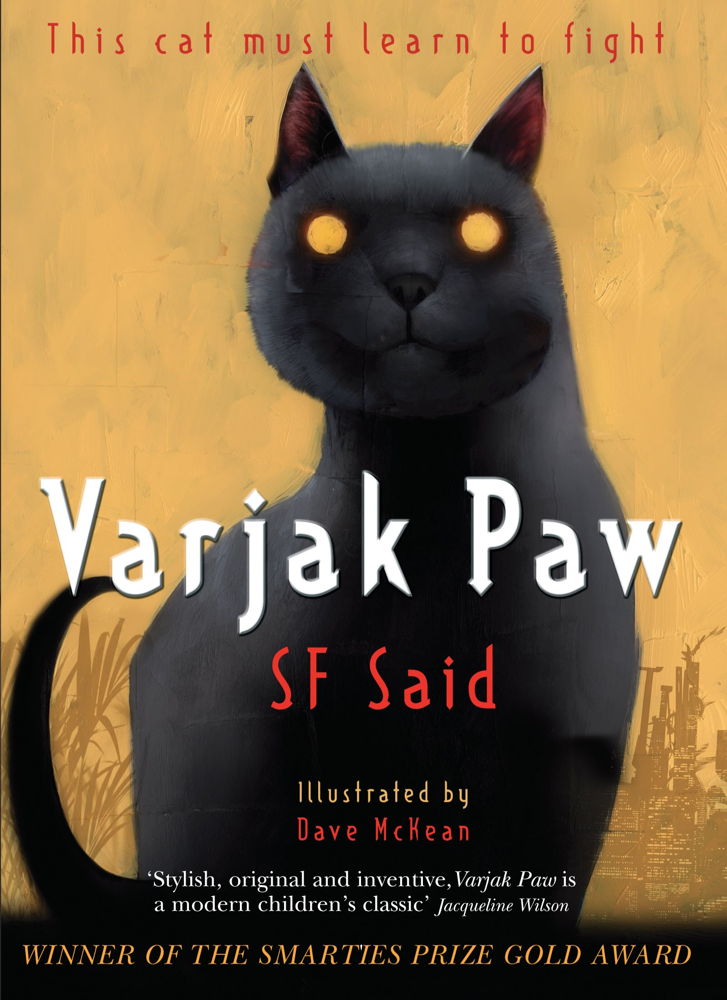 This cat must learn to fight
Varjak Paw
SF Said
Illustrated by
Dave McKean
‘Stylish, original and inventive, Varjak Paw is
a modern children’s classic’ Jacqueline Wilson
WINNER OF THE SMARTIES PRIZE GOLD AWARD